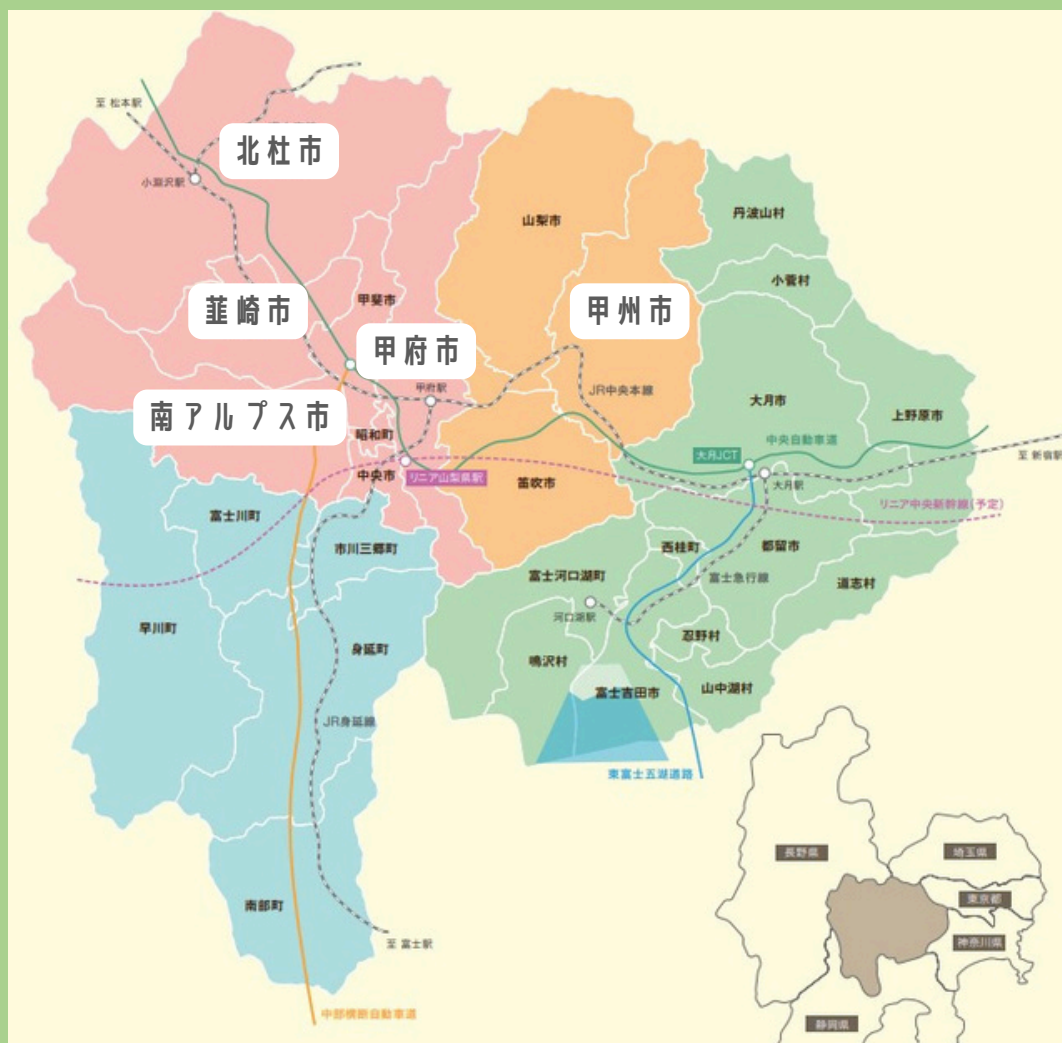 至 松本駅
北杜市
小淵沢駅
山梨市
丹波山村
小菅村
韮崎市
甲斐市
甲州市
甲府市
甲府駅
JR中央本線
大月市
上野原市
南アルプス市
昭和町
中央自動車道
大月JCT
至 新宿駅
中央市
リニア山梨県駅
笛吹市
大月駅
リニア中央新幹線(予定)
富士川町
市川三郷町
西桂町
都留市
富士河口湖町
富士急行線
道志村
河口湖駅
早川町
忍野村
身延町
鳴沢村
富士吉田市
山中湖村
JR身延線
東富士五湖道路
長野県
埼玉県
東京都
南部町
至 富士駅
神奈川県
中部横断自動車道
静岡県